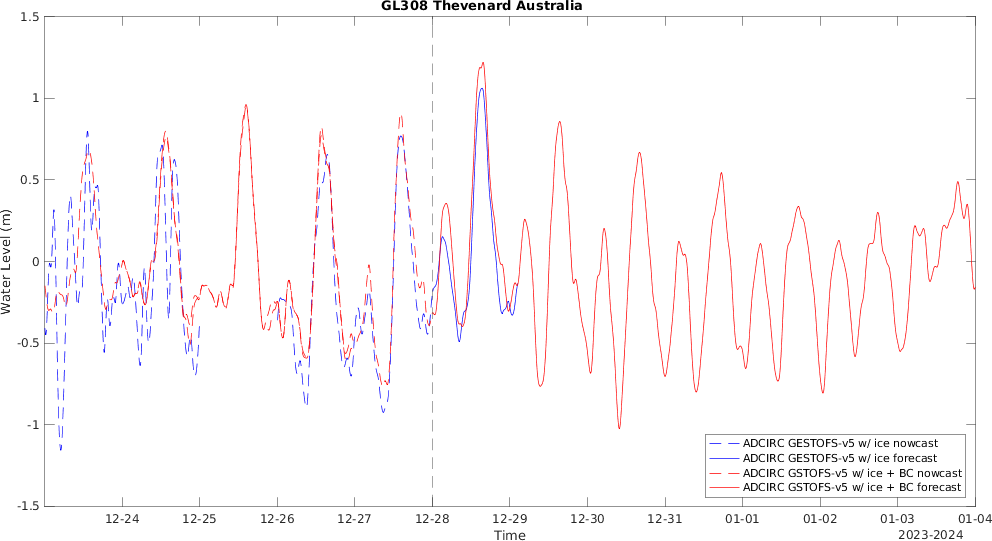 GL308 Thevenard Australia
1.5
1
0.5
0
-0.5
-1
-1.5
Water Level (m)
ADCIRC GESTOFS-v5 w/ ice nowcast
ADCIRC GESTOFS-v5 w/ ice forecast
ADCIRC GSTOFS-v5 w/ ice + BC nowcast
ADCIRC GSTOFS-v5 w/ ice + BC forecast
12-24 12-25 12-26 12-27 12-28 12-29 12-30 12-31 01-01 01-02 01-03 01-04
Time
2023-2024